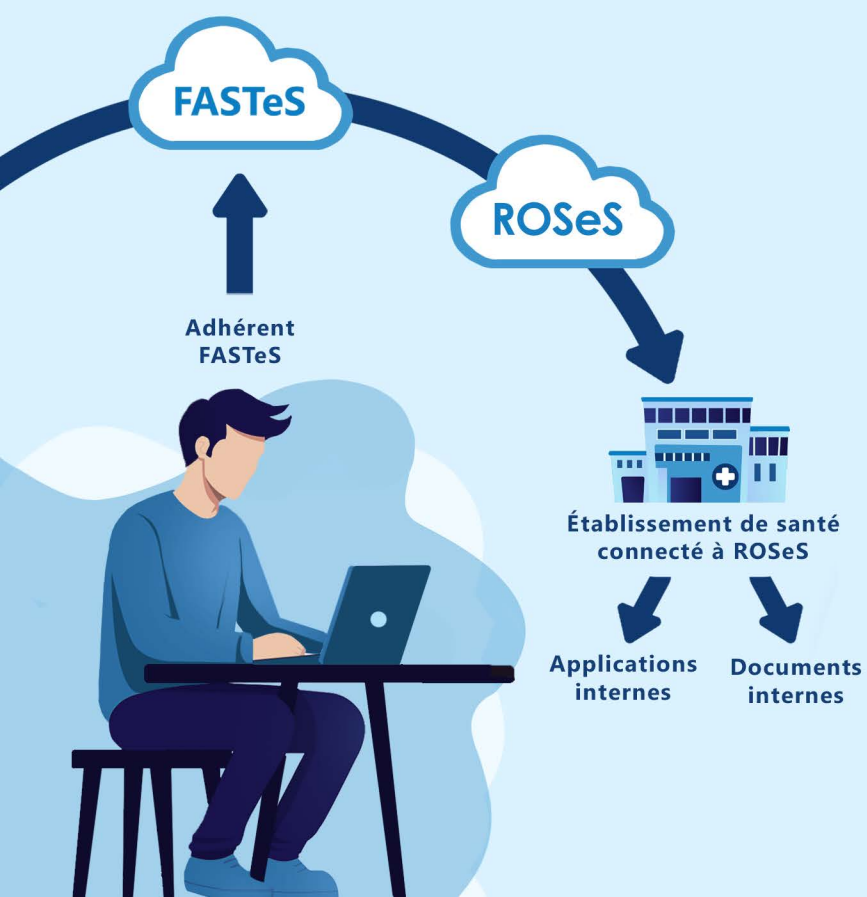 FASTeS
ROSeS
Adhérent
FASTeS
Établissement de santé
connecté à ROSeS
Applications
internes
Documents
internes